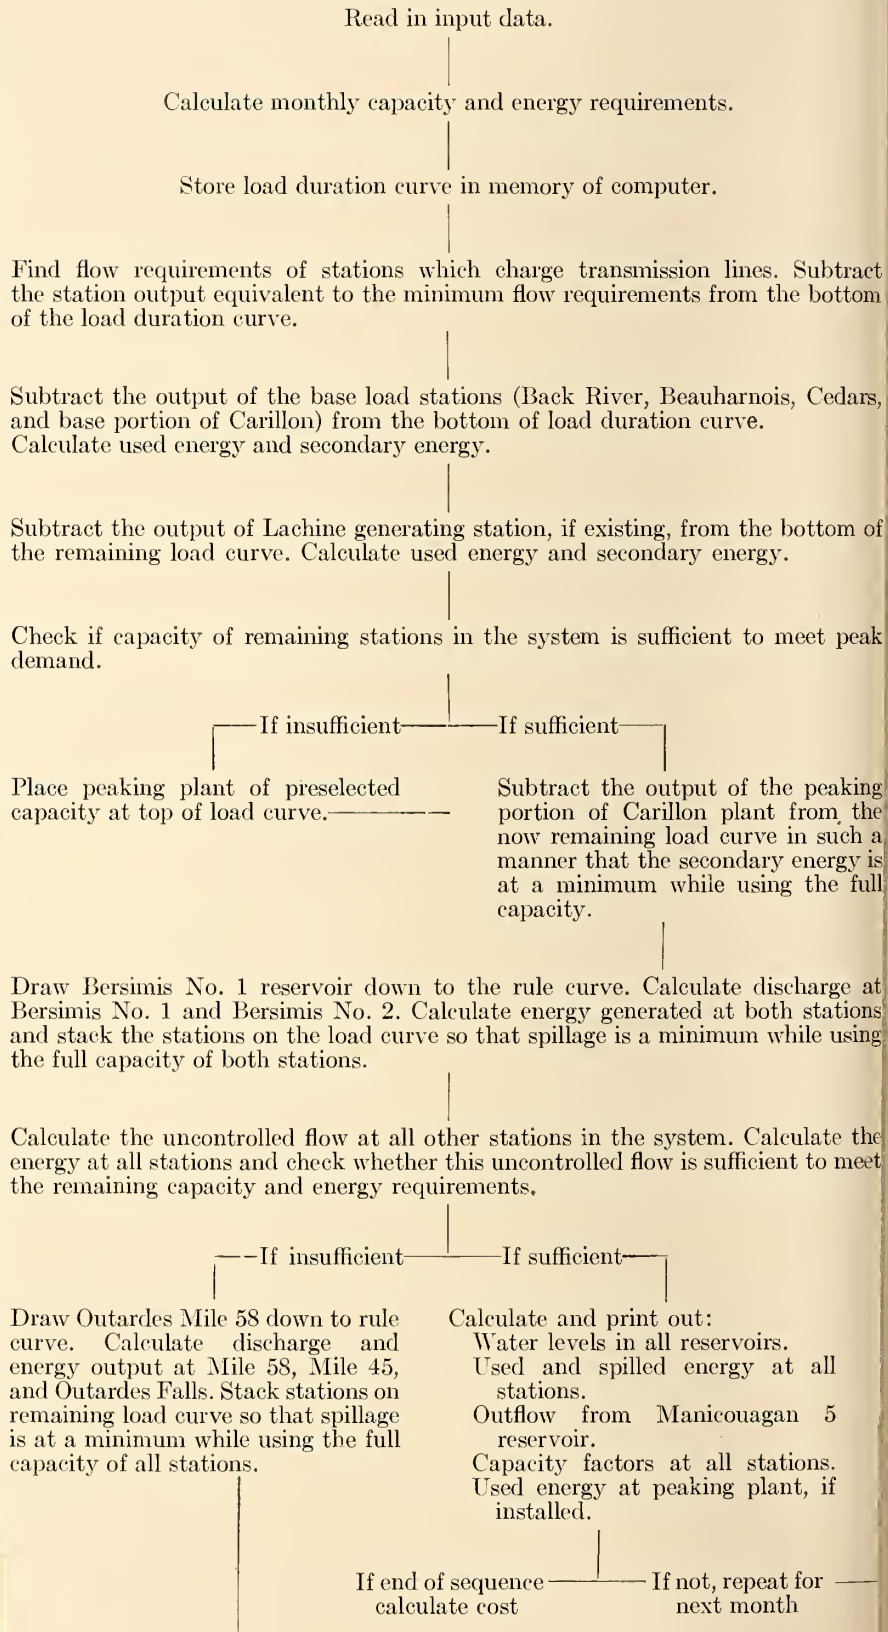 Read in input data.
Calculate monthly capacity and energy requirements.
Store load duration curve in memory of computer.
Find flow requirements of stations which charge transmission lines. Subtract
the station output equivalent to the minimum flow requirements from the bottom
of the load duration curve.
Subtract the output of the base load stations (Back River, Beauharnois, Cedars,
and base portion of Carillon) from the bottom of load duration curve.
Calculate used energy and secondary energy.
Subtract the output of Lachine generating station, if existing, from the bottom of
the remaining load curve. Calculate used energy and secondary energy.
Check if capacity of remaining stations in the system is sufficient to meet peak
demand.
If insufficient
If sufficient
Place peaking plant of preselected
capacity at top of load curve.
Subtract the output of the peaking
portion of Carillon plant from the
now remaining load curve in such a
manner that the secondary energy is
at a minimum while using the full
capacity.
Draw Bersimis No. 1 reservoir down to the rule curve. Calculate discharge at
Bersimis No. 1 and Bersimis No. 2. Calculate energy generated at both stations
and stack the stations on the load curve so that spillage is a minimum while using
the full capacity of both stations.
Calculate the uncontrolled flow at all other stations in the system. Calculate the
energy at all stations and check whether this uncontrolled flow is sufficient to meet
the remaining capacity and energy requirements.
If insufficient
If sufficient
Draw Outardes Mile 58 down to rule
curve. Calculate discharge and
energy output at Mile 58, Mile 45,
and Outardes Falls. Stack stations on
remaining load curve so that spillage
is at a minimum while using the full
capacity of all stations.
Calculate and print out:
Water levels in all reservoirs.
Used and spilled energy at all
stations.
Outflow from Manicouagan 5
reservoir.
Capacity factors at all stations.
Used energy at peaking plant, if
installed.
If end of sequence
calculate cost
If not, repeat for
next month